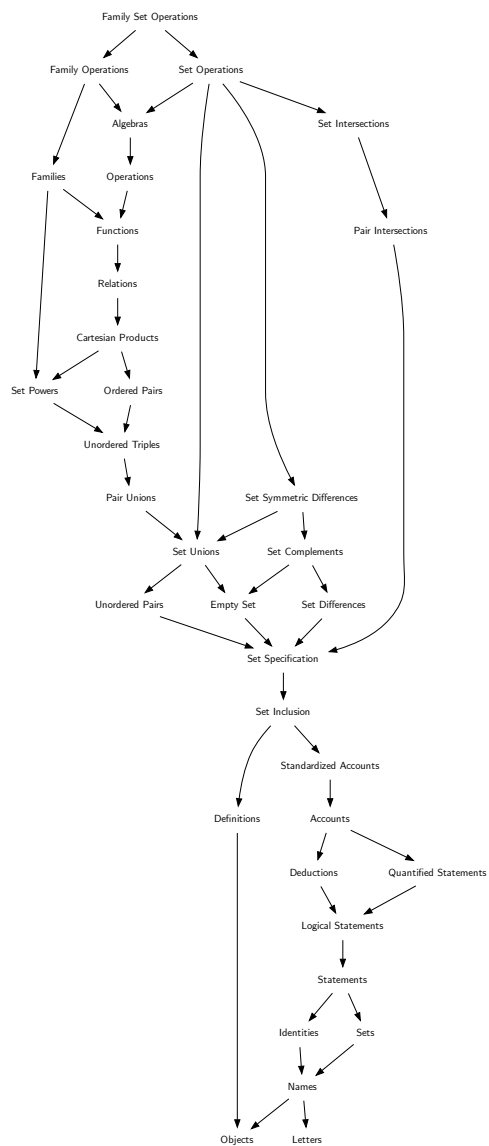 Family Set Operations
Family Operations
Set Operations
Algebras
Set Intersections
Families
Operations
Functions
Pair Intersections
Relations
Cartesian Products
Set Powers
Ordered Pairs
Unordered Triples
Pair Unions
Set Symmetric Differences
Set Unions
Set Complements
Unordered Pairs
Empty Set
Set Differences
Set Specification
Set Inclusion
Standardized Accounts
Definitions
Accounts
Deductions
Quantified Statements
Logical Statements
Statements
Identities
Sets
Names
Objects
Letters